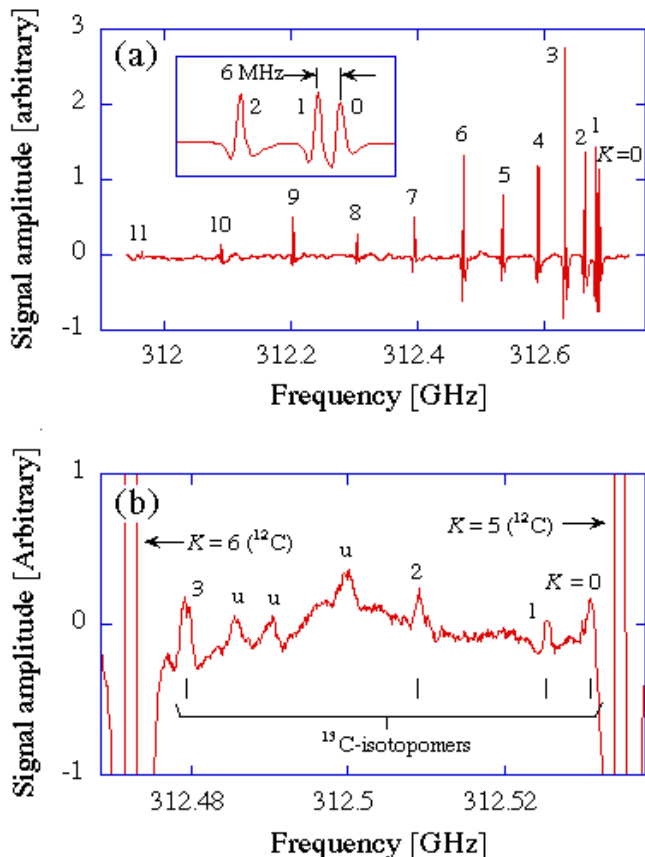 (a)
3
2
1
0
-1
Signal amplitude [arbitrary]
6 MHz
2
1
0
11
10
9
8
7
6
5
4
3
2
1
K=0
312
312.2
312.4
312.6
Frequency [GHz]
(b)
1
0
-1
Signal amplitude [Arbitrary]
K = 6 (¹²C)
K = 5 (¹²C)
3
u
u
u
2
1
K = 0
¹³C-isotopomers
312.48
312.5
312.52
Frequency [GHz]